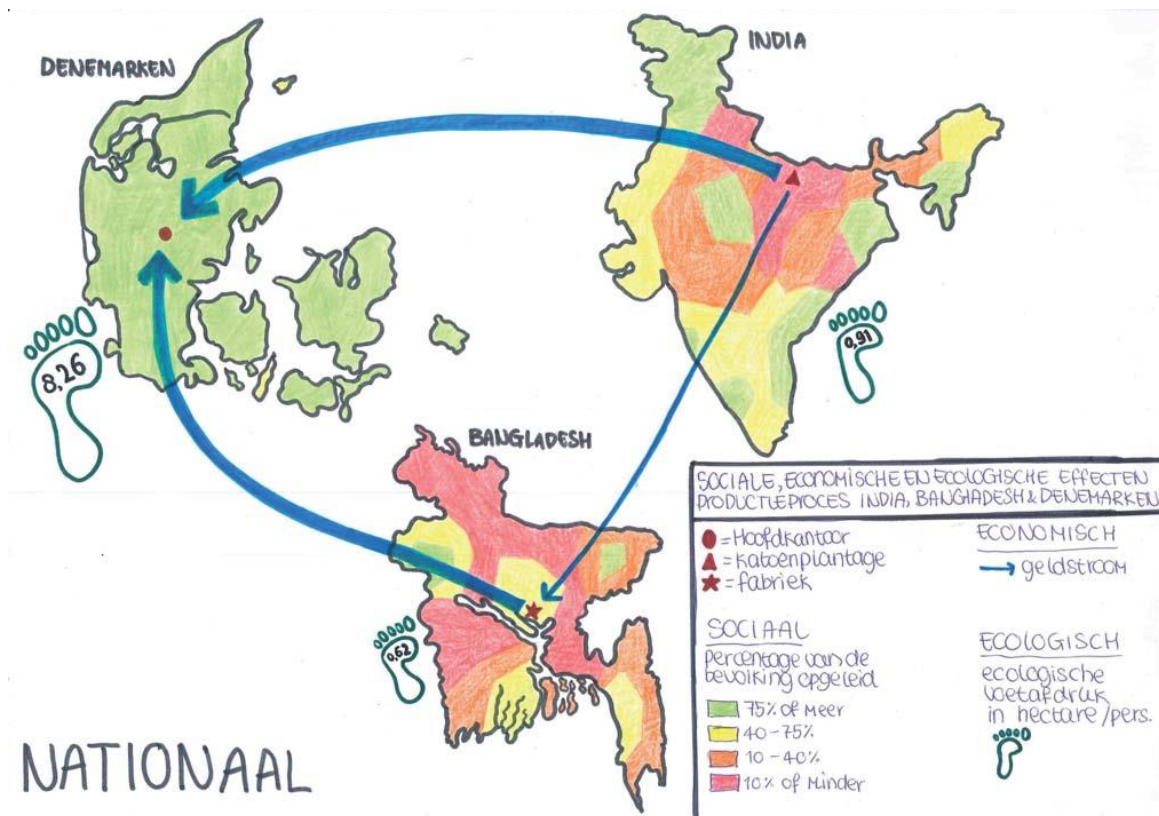 DENEMARKEN
INDIA
8,26
0,91
BANGLADESH
0,62
NATIONAAL
SOCIALE, ECONOMISCHE EN ECOLOGISCHE EFFECTEN
PRODUCTIEPROCES INDIA, BANGLADESH & DENEMARKEN
= Hoofdkantoor
= Katoenplantage
= fabriek
SOCIAAL
percentage van de
bevolking opgeleid
75% of meer
40-75%
10-40%
10% of minder
ECONOMISCH
geldstroom
ECOLOGISCH
ecologische
voetafdruk
in hectare/pers.